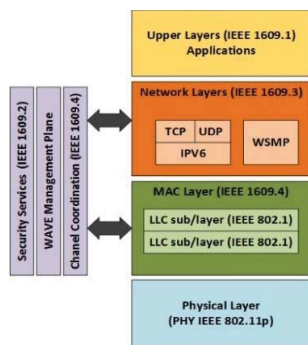 Upper Layers (IEEE 1609.1)
Applications
Network Layers (IEEE 1609.3)
TCP
UDP
IPV6
WSMP
MAC Layer (IEEE 1609.4)
LLC sub/layer (IEEE 802.1)
LLC sub/layer (IEEE 802.1)
Physical Layer
(PHY IEEE 802.11p)
Security Services (IEEE 1609.2)
WAVE Management Plane
Chanel Coordination (IEEE 1609.4)